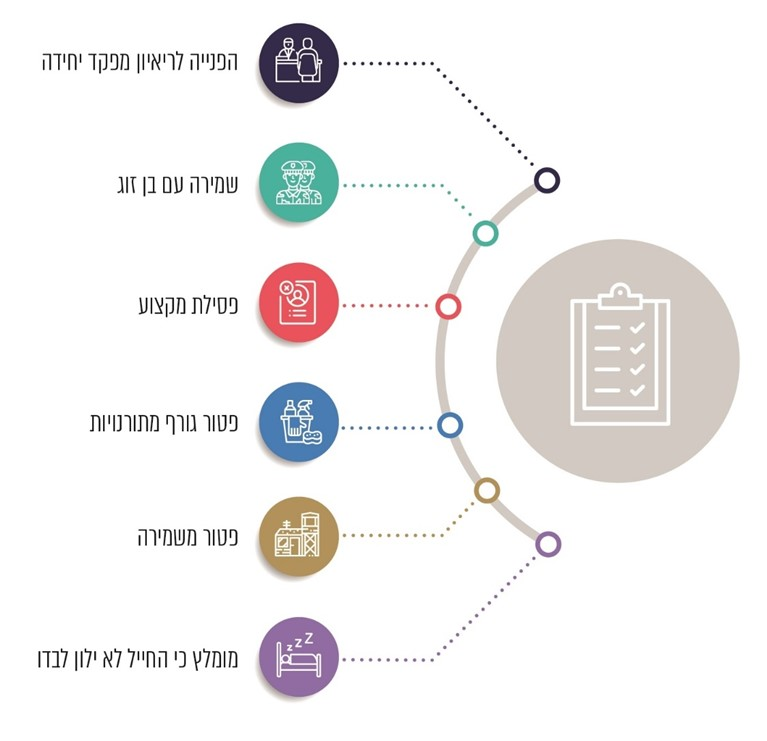 הפנייה לריאיון מפקד יחידה
שמירה עם בן זוג
פסילת מקצוע
פטור גורף מתורנויות
פטור משמירה
מומלץ כי החייל לא ילון לבדו